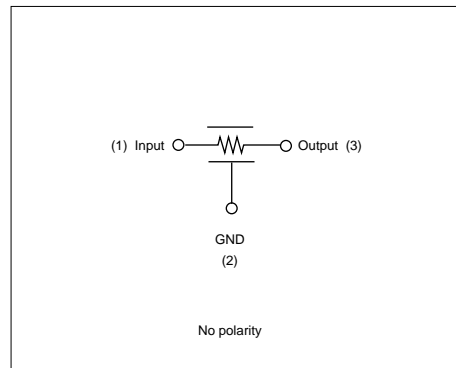 (1) Input Output (3)
GND
(2)
No polarity